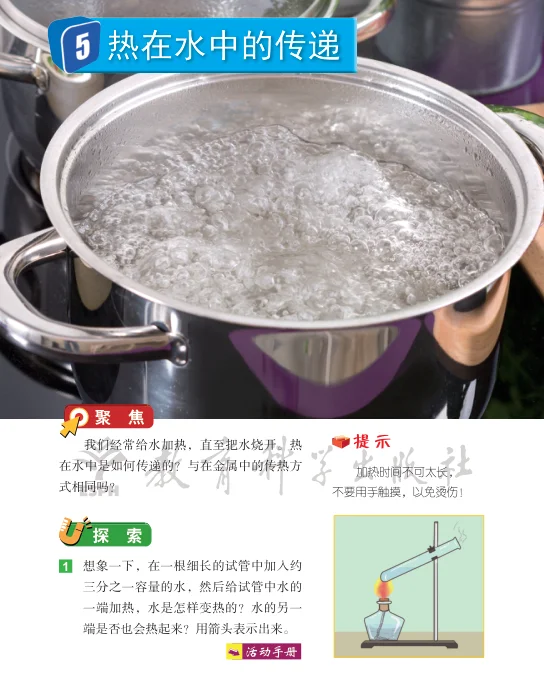 5 热在水中的传递
聚焦
我们经常给水加热，直至把水烧开。热
在水中是如何传递的？与在金属中的传热方
式相同吗？
提示
加热时间不可太长，
不要用手触摸，以免烫伤！
教育科学出版社
探索
1 想象一下，在一根细长的试管中加入约
三分之一容量的水，然后给试管中水的
一端加热，水是怎样变热的？水的另一
端是否也会热起来？用箭头表示出来。
活动手册